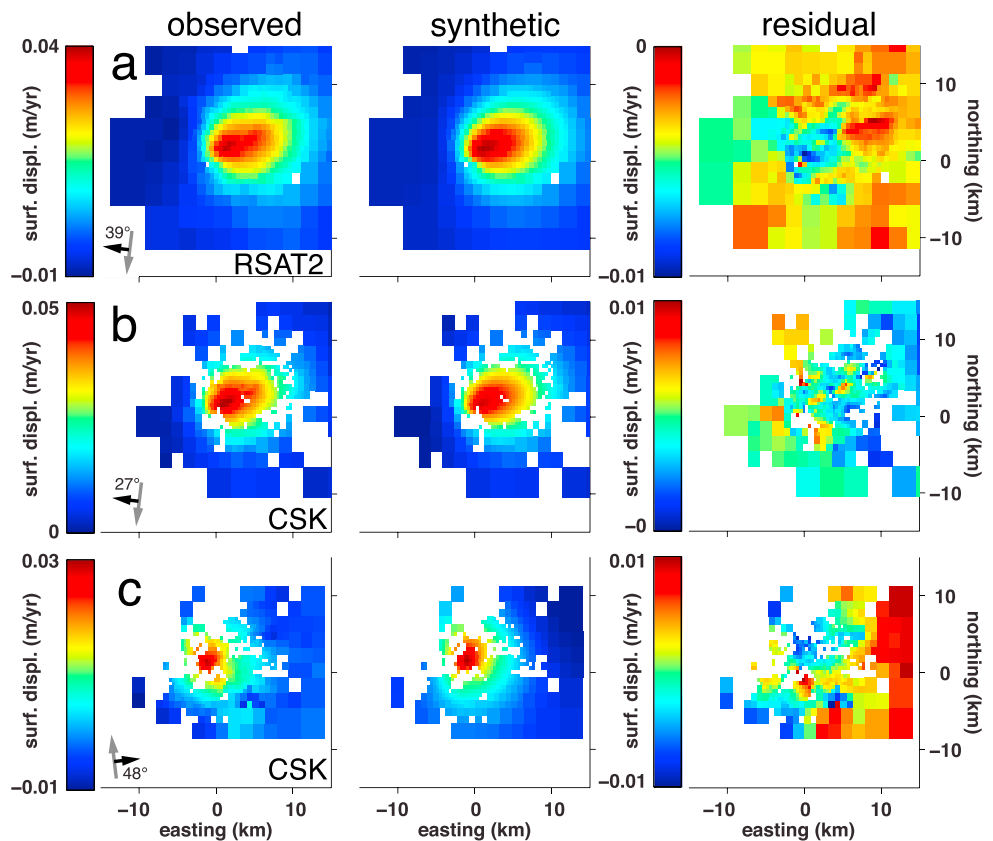 observed synthetic residual
0.04 surf. displ. (m/yr) −0.01
a
39°
RSAT2
0 surf. displ. (m/yr) −0.01
10 0 −10 northing (km)
0.05 surf. displ. (m/yr) 0
b
27°
CSK
0.01 surf. displ. (m/yr) −0
10 0 −10 northing (km)
0.03 surf. displ. (m/yr) −0.01
c
48°
CSK
0.01 surf. displ. (m/yr) −0.01
10 0 −10 northing (km)
−10 0 10 −10 0 10 −10 0 10
easting (km) easting (km) easting (km)